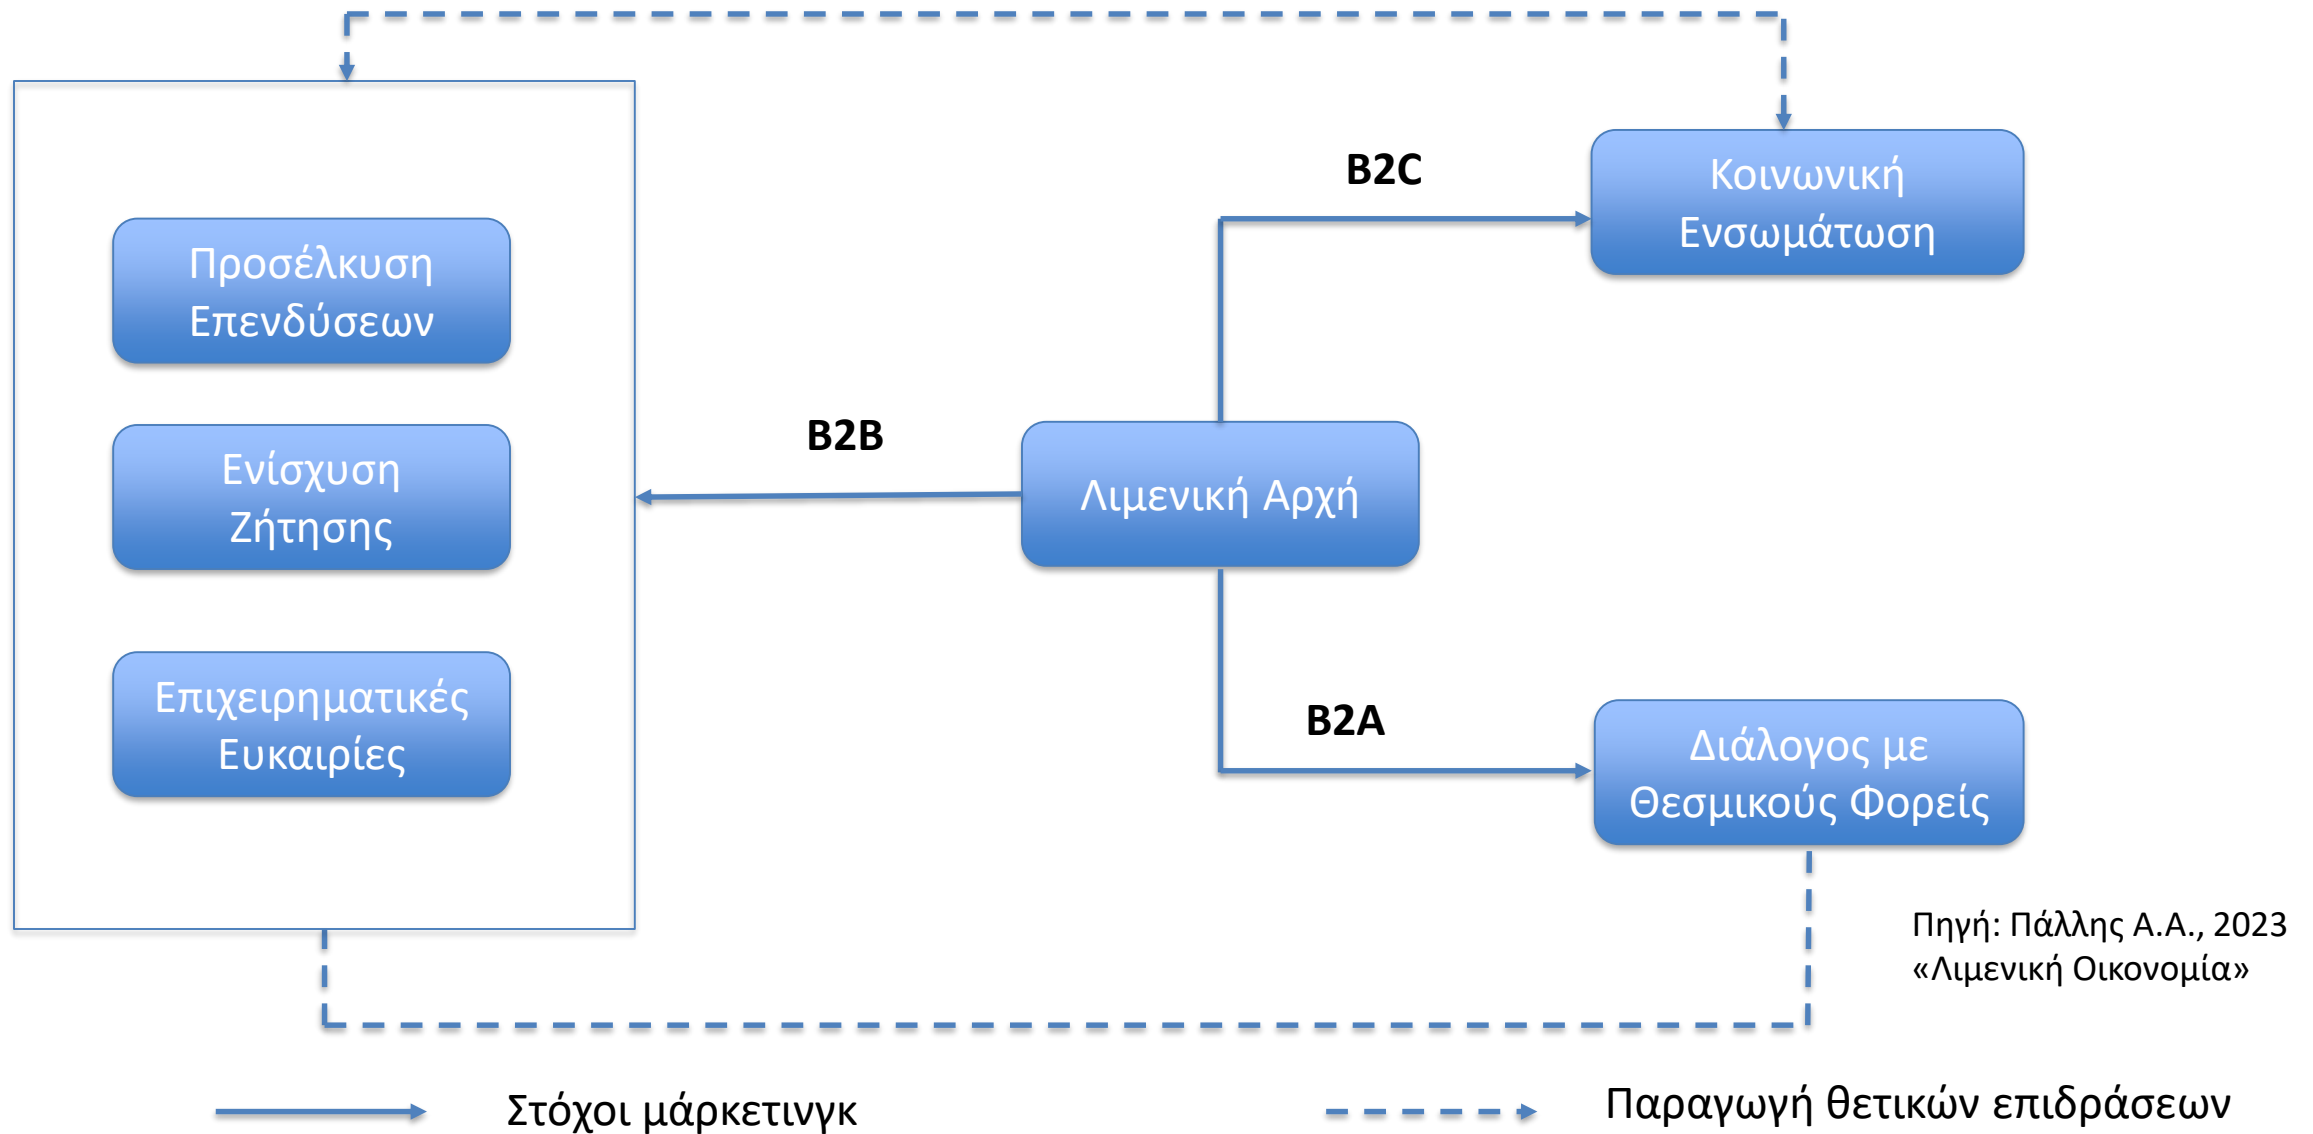 B2C
Κοινωνική
Ενσωμάτωση
Προσέλκυση
Επενδύσεων
B2B
Ενίσχυση
Ζήτησης
Λιμενική Αρχή
Επιχειρηματικές
Ευκαιρίες
B2A
Διάλογος με
Θεσμικούς Φορείς
Πηγή: Πάλλης Α.Α., 2023
«Λιμενική Οικονομία»
Στόχοι μάρκετινγκ
Παραγωγή θετικών επιδράσεων